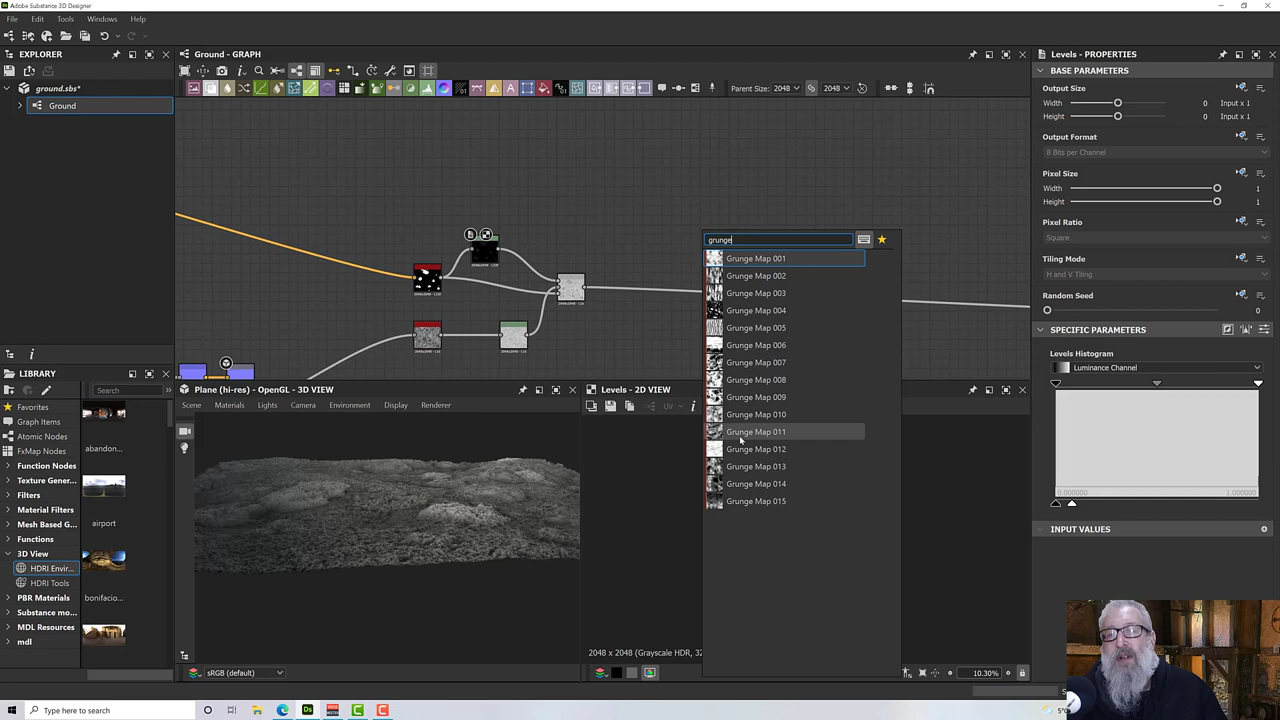 Adobe Substance 3D Designer
File Edit Tools Windows Help
EXPLORER
ground.sbs*
Ground
Ground - GRAPH
Parent Size: 2048 2048
grunge
Grunge Map 001
Grunge Map 002
Grunge Map 003
Grunge Map 004
Grunge Map 005
Grunge Map 006
Grunge Map 007
Grunge Map 008
Grunge Map 009
Grunge Map 010
Grunge Map 011
Grunge Map 012
Grunge Map 013
Grunge Map 014
Grunge Map 015
LIBRARY
Search
Favorites
Graph Items
Atomic Nodes
FxMap Nodes
Function Nodes
Texture Gener...
Filters
Material Filters
Mesh Based G...
Functions
3D View
HDRI Envir...
HDRI Tools
PBR Materials
Substance mo...
MDL Resources
mdl
abandon...
airport
bonifacio...
Plane (hi-res) - OpenGL - 3D VIEW
Scene Materials Lights Camera Environment Display Renderer
sRGB (default)
Levels - 2D VIEW
UV
2048 x 2048 (Grayscale HDR, 32
10.30%
Levels - PROPERTIES
BASE PARAMETERS
Output Size
Width 0 Input x 1
Height 0 Input x 1
Output Format
8 Bits per Channel
Pixel Size
Width 1
Height 1
Pixel Ratio
Square
Tiling Mode
H and V Tiling
Random Seed
0
SPECIFIC PARAMETERS
Levels Histogram
Luminance Channel
0.000000 1.000000
INPUT VALUES
Type here to search